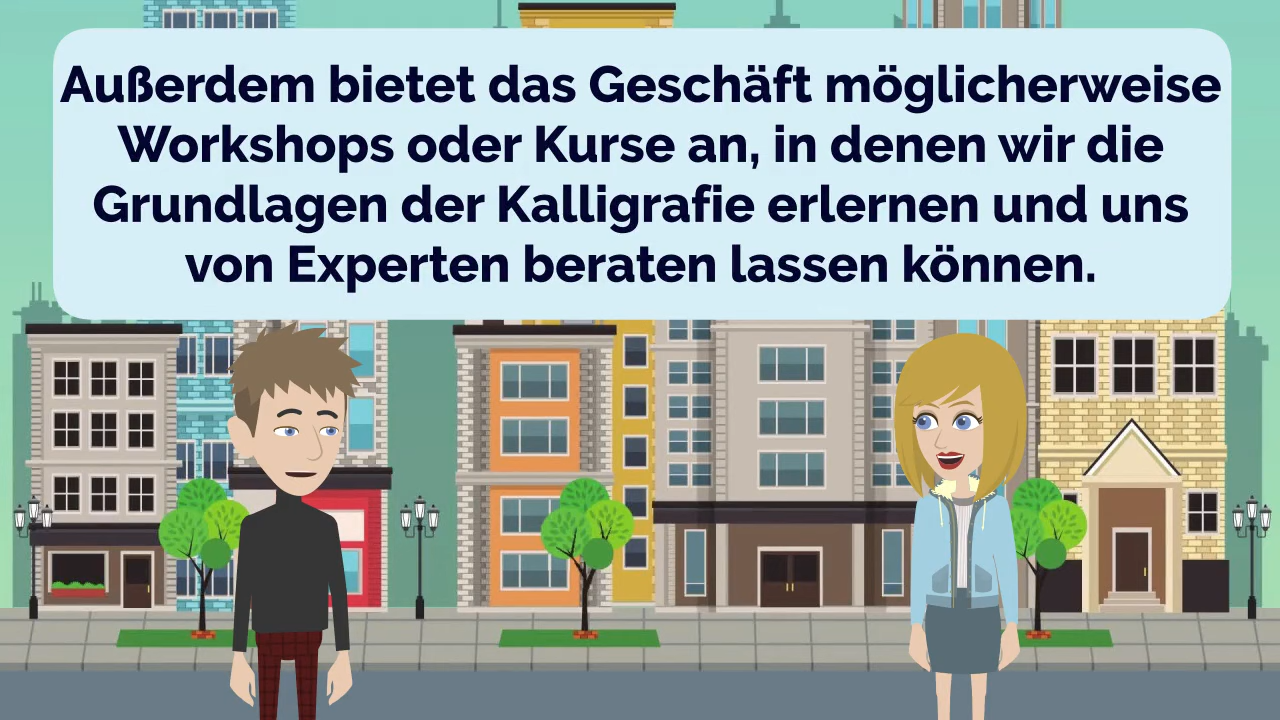 Außerdem bietet das Geschäft möglicherweise
Workshops oder Kurse an, in denen wir die
Grundlagen der Kalligrafie erlernen und uns
von Experten beraten lassen können.